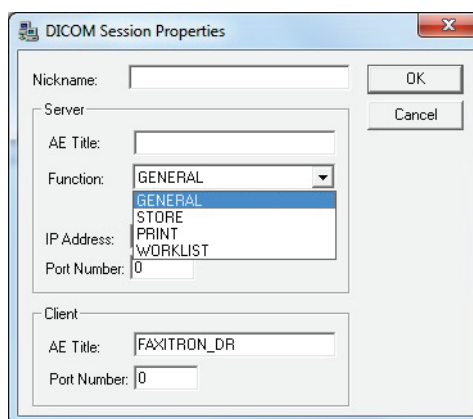 DICOM Session Properties
Nickname:
OK
Server
Cancel
AE Title:
Function: GENERAL
GENERAL
STORE
PRINT
IP Address:
WORKLIST
Port Number: 0
Client
AE Title: FAXITRON_DR
Port Number: 0